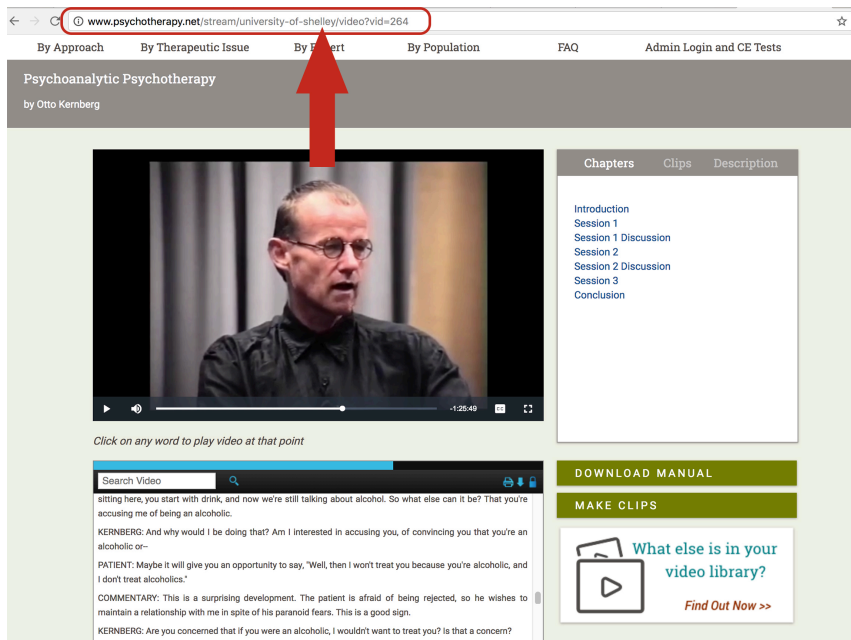 www.psychotherapy.net/stream/university-of-shelley/video?vid=264
By Approach By Therapeutic Issue By Expert By Population FAQ Admin Login and CE Tests
Psychoanalytic Psychotherapy
by Otto Kernberg
Chapters Clips Description
Introduction
Session 1
Session 1 Discussion
Session 2
Session 2 Discussion
Session 3
Conclusion
-1:25:49 CC
Click on any word to play video at that point
Search Video
sitting here, you start with drink, and now we're still talking about alcohol. So what else can it be? That you're
accusing me of being an alcoholic.
KERNBERG: And why would I be doing that? Am I interested in accusing you, of convincing you that you're an
alcoholic or--
PATIENT: Maybe it will give you an opportunity to say, "Well, then I won't treat you because you're alcoholic, and
I don't treat alcoholics."
COMMENTARY: This is a surprising development. The patient is afraid of being rejected, so he wishes to
maintain a relationship with me in spite of his paranoid fears. This is a good sign.
KERNBERG: Are you concerned that if you were an alcoholic, I wouldn't want to treat you? Is that a concern?
DOWNLOAD MANUAL
MAKE CLIPS
What else is in your
video library?
Find Out Now >>